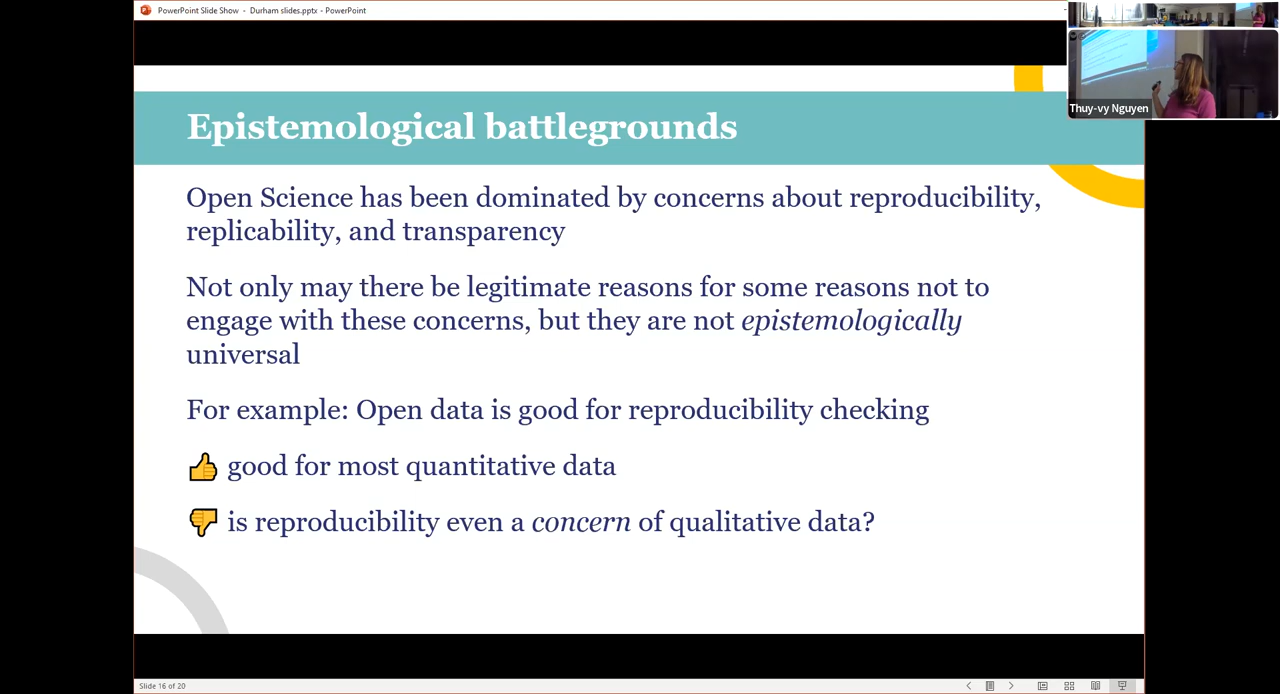 PowerPoint Slide Show - Durham slides.pptx - PowerPoint
Thuy-vy Nguyen
Epistemological battlegrounds
Open Science has been dominated by concerns about reproducibility,
replicability, and transparency
Not only may there be legitimate reasons for some reasons not to
engage with these concerns, but they are not epistemologically
universal
For example: Open data is good for reproducibility checking
👍 good for most quantitative data
👎 is reproducibility even a concern of qualitative data?
Slide 16 of 20